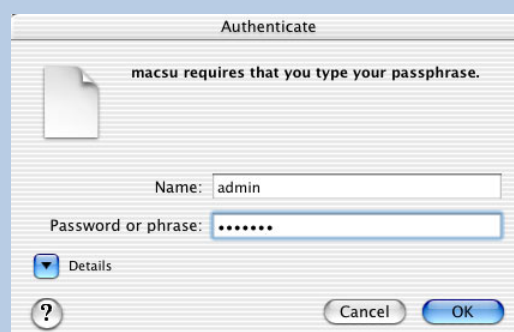 Authenticate
macsu requires that you type your passphrase.
Name: admin
Password or phrase: •••••••
Details
?
Cancel
OK